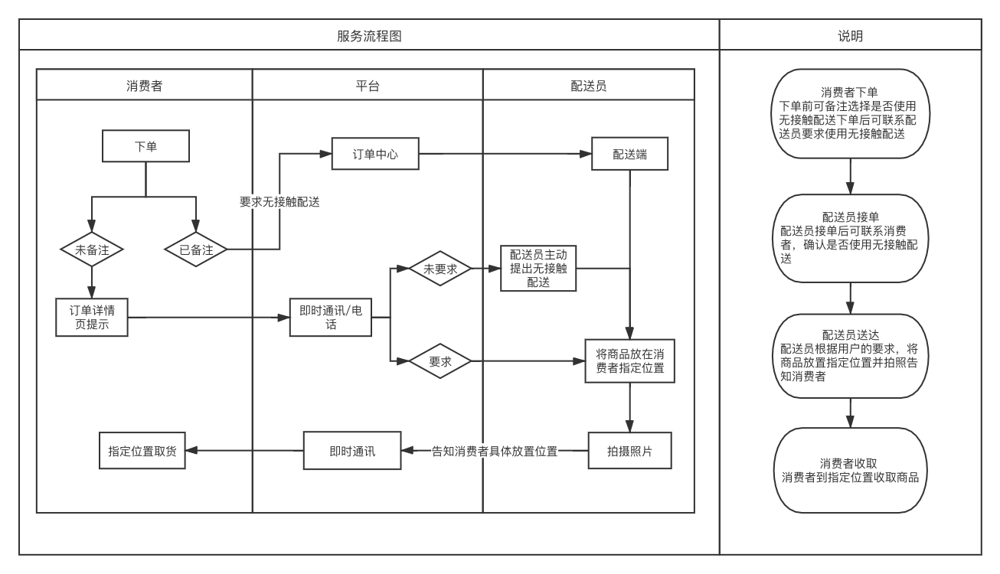 服务流程图
说明
消费者
平台
配送员
下单
订单中心
配送端
要求无接触配送
未备注
已备注
未要求
配送员主动
提出无接触
配送
订单详情
页提示
即时通讯/电
话
要求
将商品放在消
费者指定位置
指定位置取货
即时通讯
告知消费者具体放置位置
拍摄照片
消费者下单
下单前可备注选择是否使用
无接触配送下单后可联系配
送员要求使用无接触配送
配送员接单
配送员接单后可联系消费
者，确认是否使用无接触配
送
配送员送达
配送员根据用户的要求，将
商品放置指定位置并拍照告
知消费者
消费者收取
消费者到指定位置收取商品